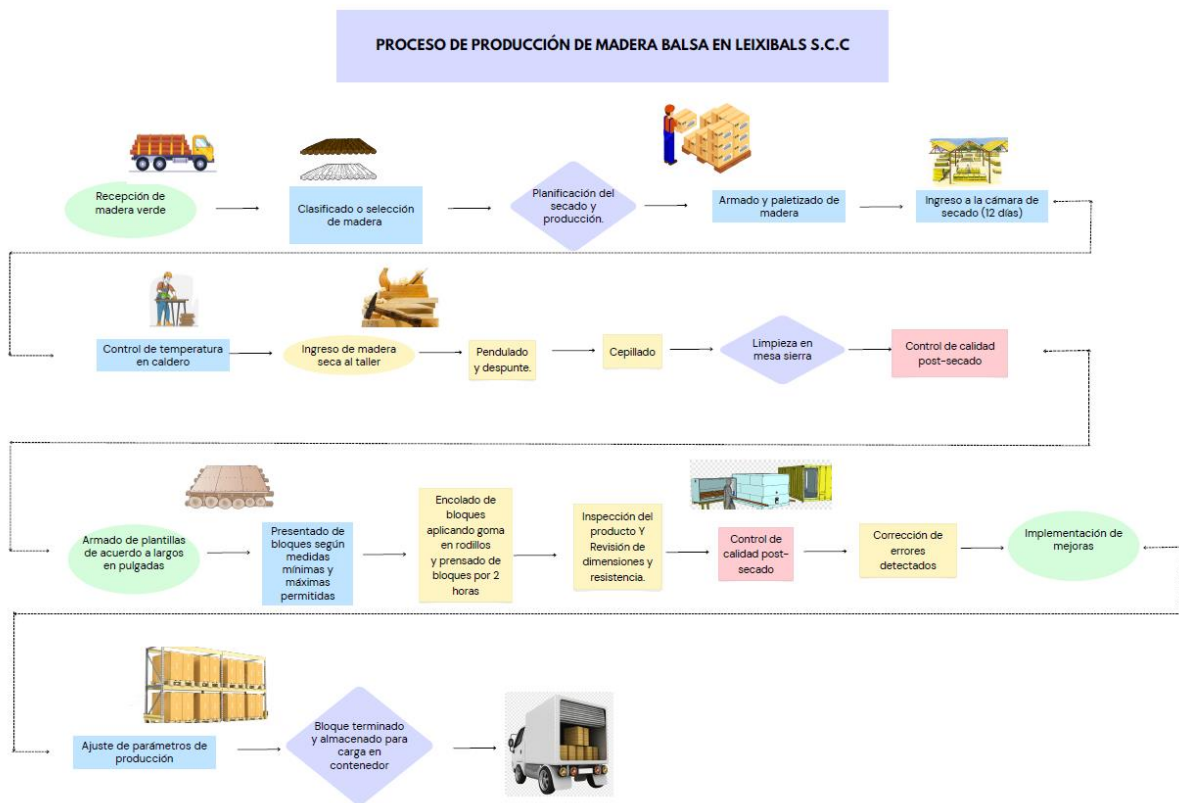 PROCESO DE PRODUCCIÓN DE MADERA BALSA EN LEIXIBALS S.C.C
Recepción de
madera verde
Clasificado o selección
de madera
Planificación del
secado y
producción.
Armado y paletizado de
madera
Ingreso a la cámara de
secado (12 días)
Control de temperatura
en caldero
Ingreso de madera
seca al taller
Pendulado
y despunte.
Cepillado
Limpieza en
mesa sierra
Control de calidad
post-secado
Armado de plantillas
de acuerdo a largos
en pulgadas
Presentado de
bloques según
medidas
mínimas y
máximas
permitidas
Encolado de
bloques
aplicando goma
en rodillos
y prensado de
bloques por 2
horas
Inspección del
producto Y
Revisión de
dimensiones y
resistencia.
Control de
calidad post-
secado
Corrección de
errores
detectados
Implementación de
mejoras
Ajuste de parámetros de
producción
Bloque terminado
y almacenado para
carga en
contenedor